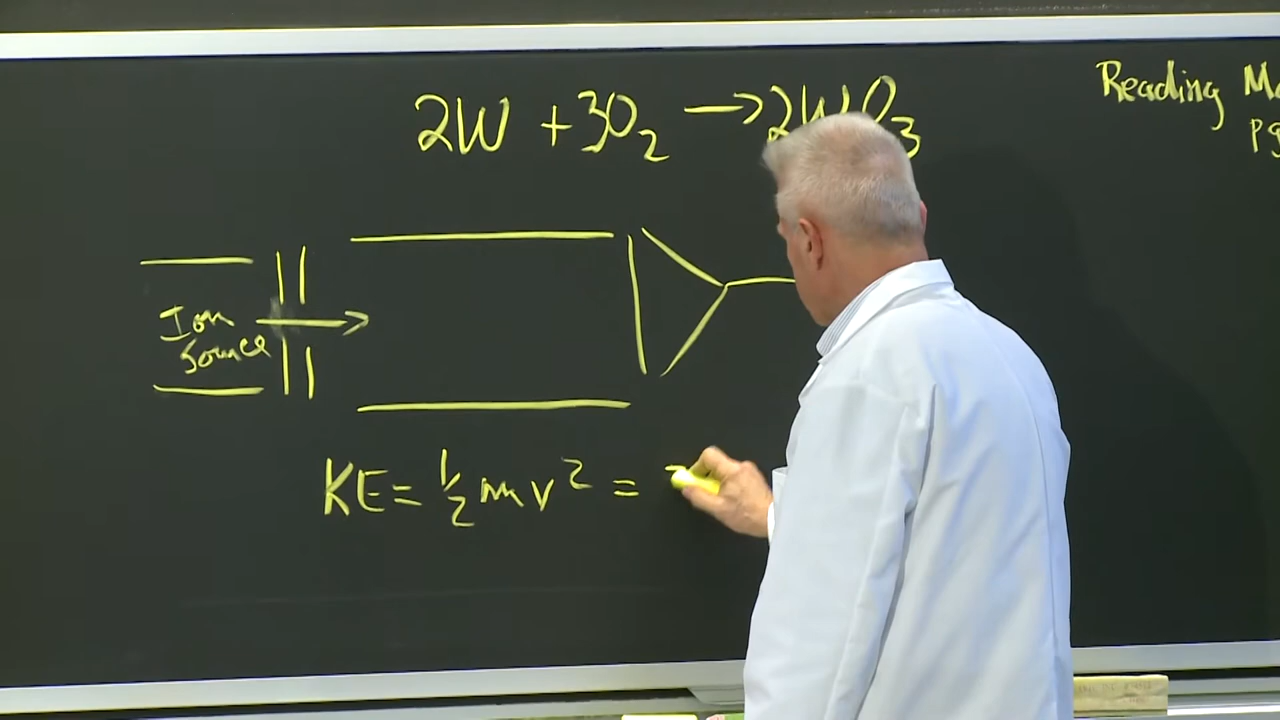 2W + 3O₂ → 2WO₃
Reading
Ion
Source
KE = ½mv² =